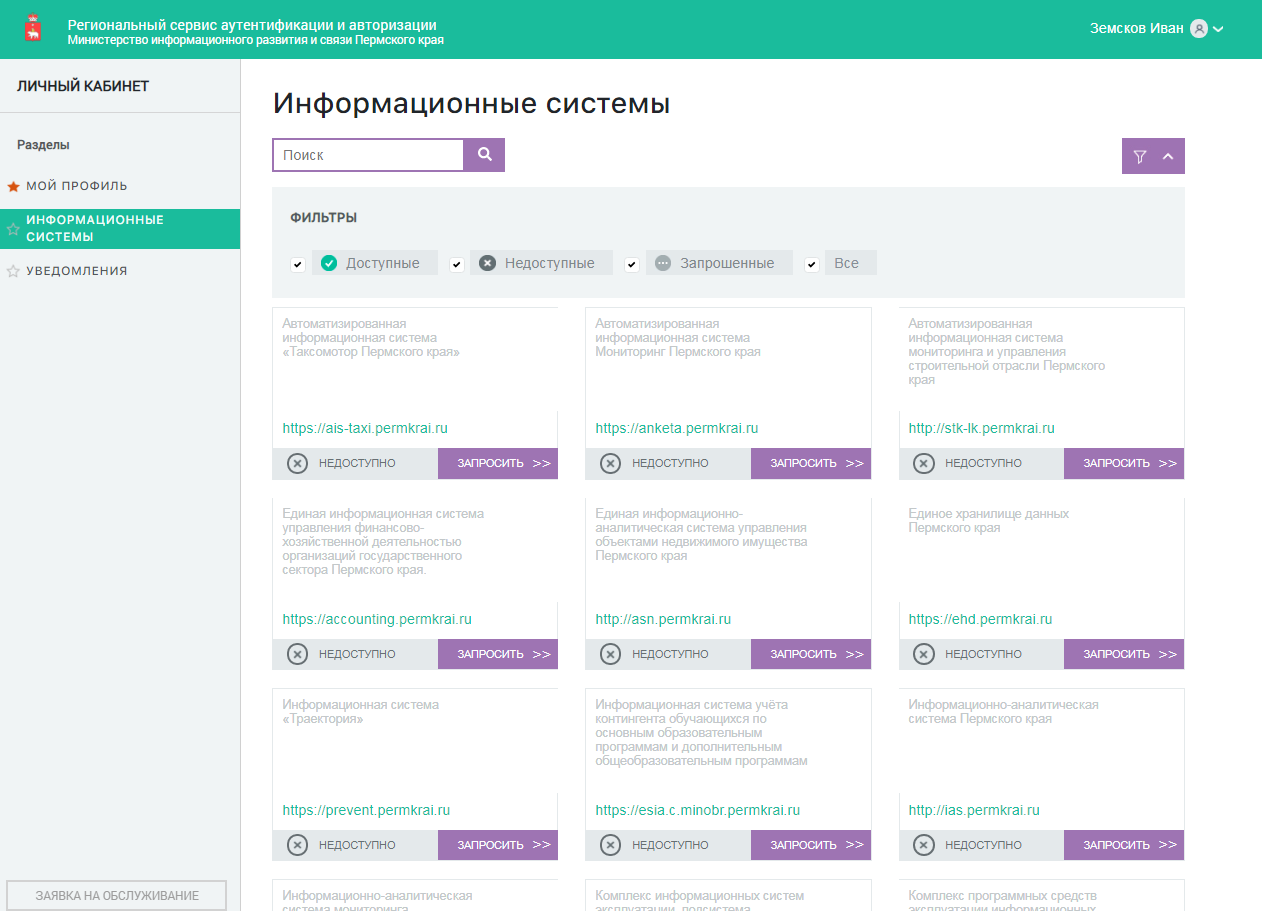 Региональный сервис аутентификации и авторизации
Министерство информационного развития и связи Пермского края
Земсков Иван
ЛИЧНЫЙ КАБИНЕТ
Разделы
МОЙ ПРОФИЛЬ
ИНФОРМАЦИОННЫЕ
СИСТЕМЫ
УВЕДОМЛЕНИЯ
ЗАЯВКА НА ОБСЛУЖИВАНИЕ
Информационные системы
Поиск
ФИЛЬТРЫ
Доступные
Недоступные
Запрошенные
Все
Автоматизированная
информационная система
«Таксомотор Пермского края»
https://ais-taxi.permkrai.ru
НЕДОСТУПНО
ЗАПРОСИТЬ >>
Автоматизированная
информационная система
Мониторинг Пермского края
https://anketa.permkrai.ru
НЕДОСТУПНО
ЗАПРОСИТЬ >>
Автоматизированная
информационная система
мониторинга и управления
строительной отрасли Пермского
края
http://stk-lk.permkrai.ru
НЕДОСТУПНО
ЗАПРОСИТЬ >>
Единая информационная система
управления финансово-
хозяйственной деятельностью
организаций государственного
сектора Пермского края.
https://accounting.permkrai.ru
НЕДОСТУПНО
ЗАПРОСИТЬ >>
Единая информационно-
аналитическая система управления
объектами недвижимого имущества
Пермского края
http://asn.permkrai.ru
НЕДОСТУПНО
ЗАПРОСИТЬ >>
Единое хранилище данных
Пермского края
https://ehd.permkrai.ru
НЕДОСТУПНО
ЗАПРОСИТЬ >>
Информационная система
«Траектория»
https://prevent.permkrai.ru
НЕДОСТУПНО
ЗАПРОСИТЬ >>
Информационная система учёта
контингента обучающихся по
основным образовательным
программам и дополнительным
общеобразовательным программам
https://esia.c.minobr.permkrai.ru
НЕДОСТУПНО
ЗАПРОСИТЬ >>
Информационно-аналитическая
система Пермского края
http://ias.permkrai.ru
НЕДОСТУПНО
ЗАПРОСИТЬ >>
Информационно-аналитическая
система мониторинга
Комплекс информационных систем
эксплуатации, подсистема
Комплекс программных средств
эксплуатации информационных